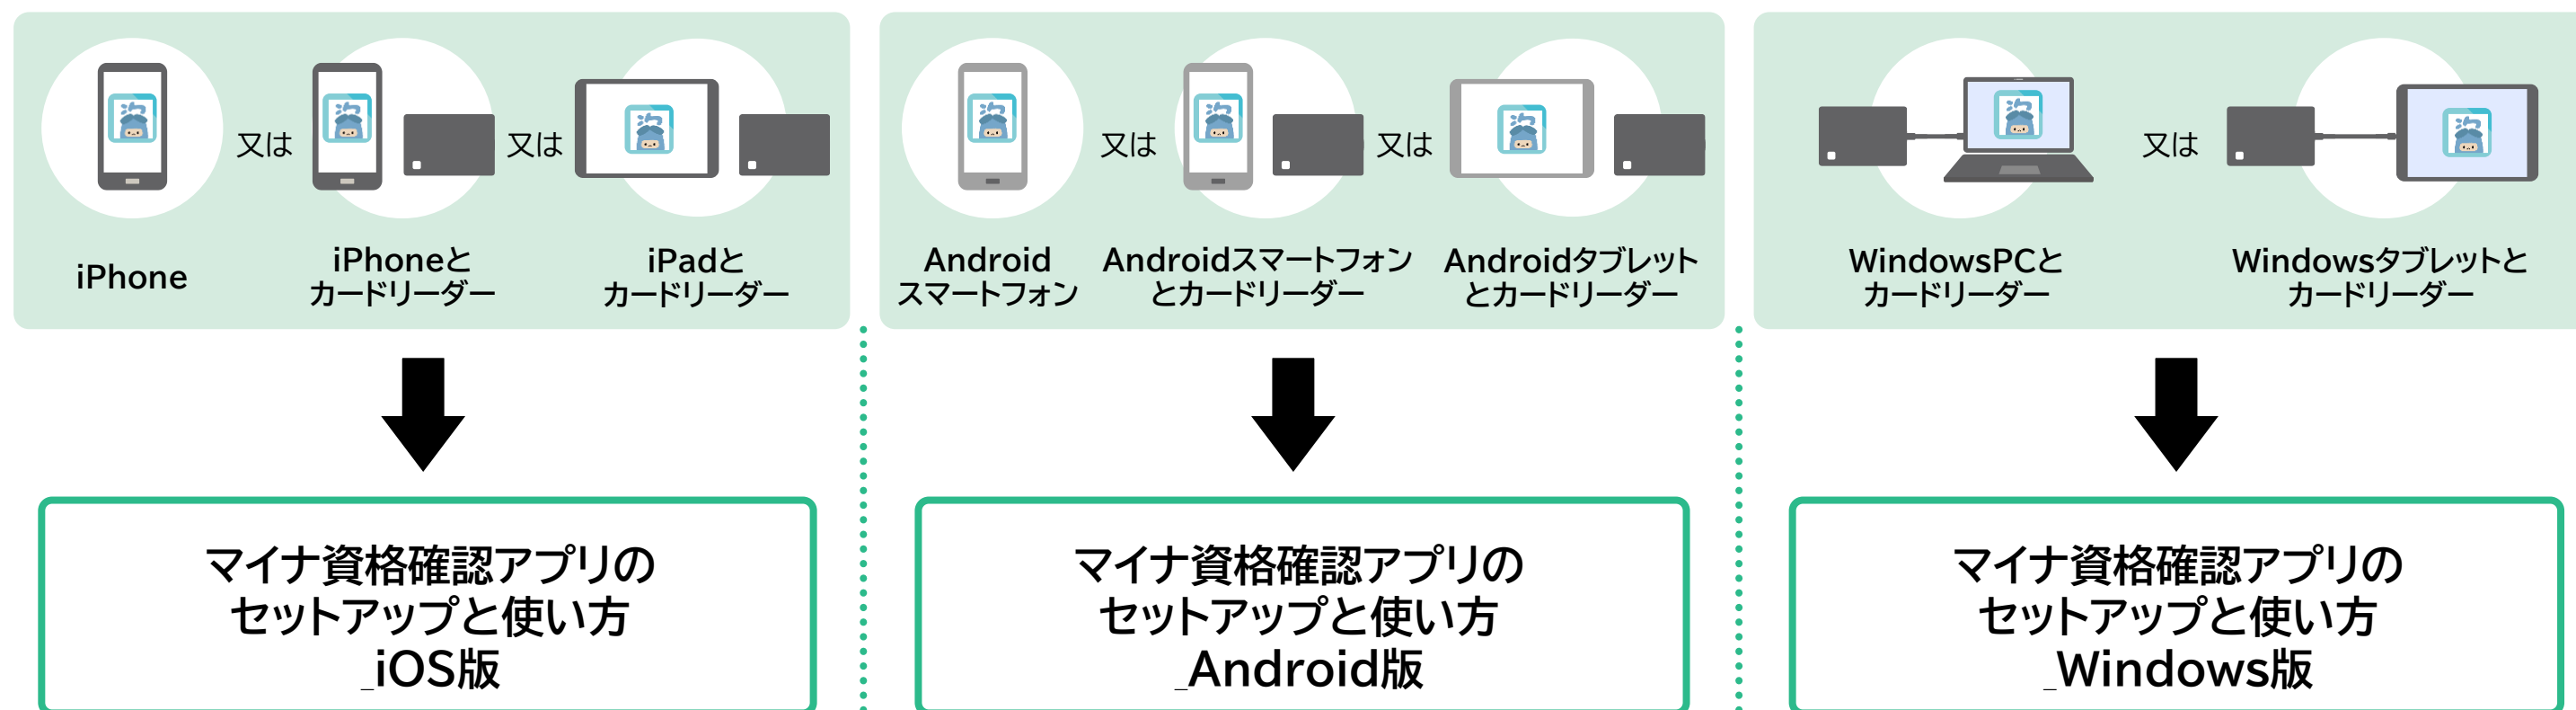 又は
又は
iPhone
iPhoneと
カードリーダー
iPadと
カードリーダー
又は
又は
Android
スマートフォン
Androidスマートフォン
とカードリーダー
Androidタブレット
とカードリーダー
又は
WindowsPCと
カードリーダー
Windowsタブレットと
カードリーダー
マイナ資格確認アプリの
セットアップと使い方
_iOS版
マイナ資格確認アプリの
セットアップと使い方
_Android版
マイナ資格確認アプリの
セットアップと使い方
_Windows版